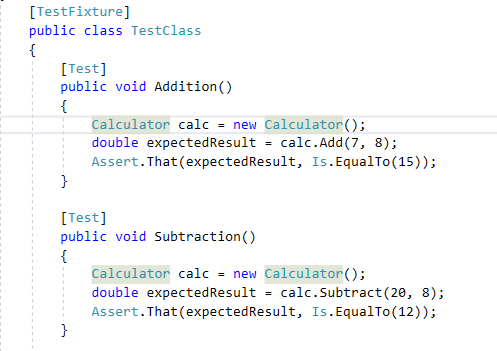 [TestFixture]
public class TestClass
{
[Test]
public void Addition()
{
Calculator calc = new Calculator();
double expectedResult = calc.Add(7, 8);
Assert.That(expectedResult, Is.EqualTo(15));
}
[Test]
public void Subtraction()
{
Calculator calc = new Calculator();
double expectedResult = calc.Subtract(20, 8);
Assert.That(expectedResult, Is.EqualTo(12));
}